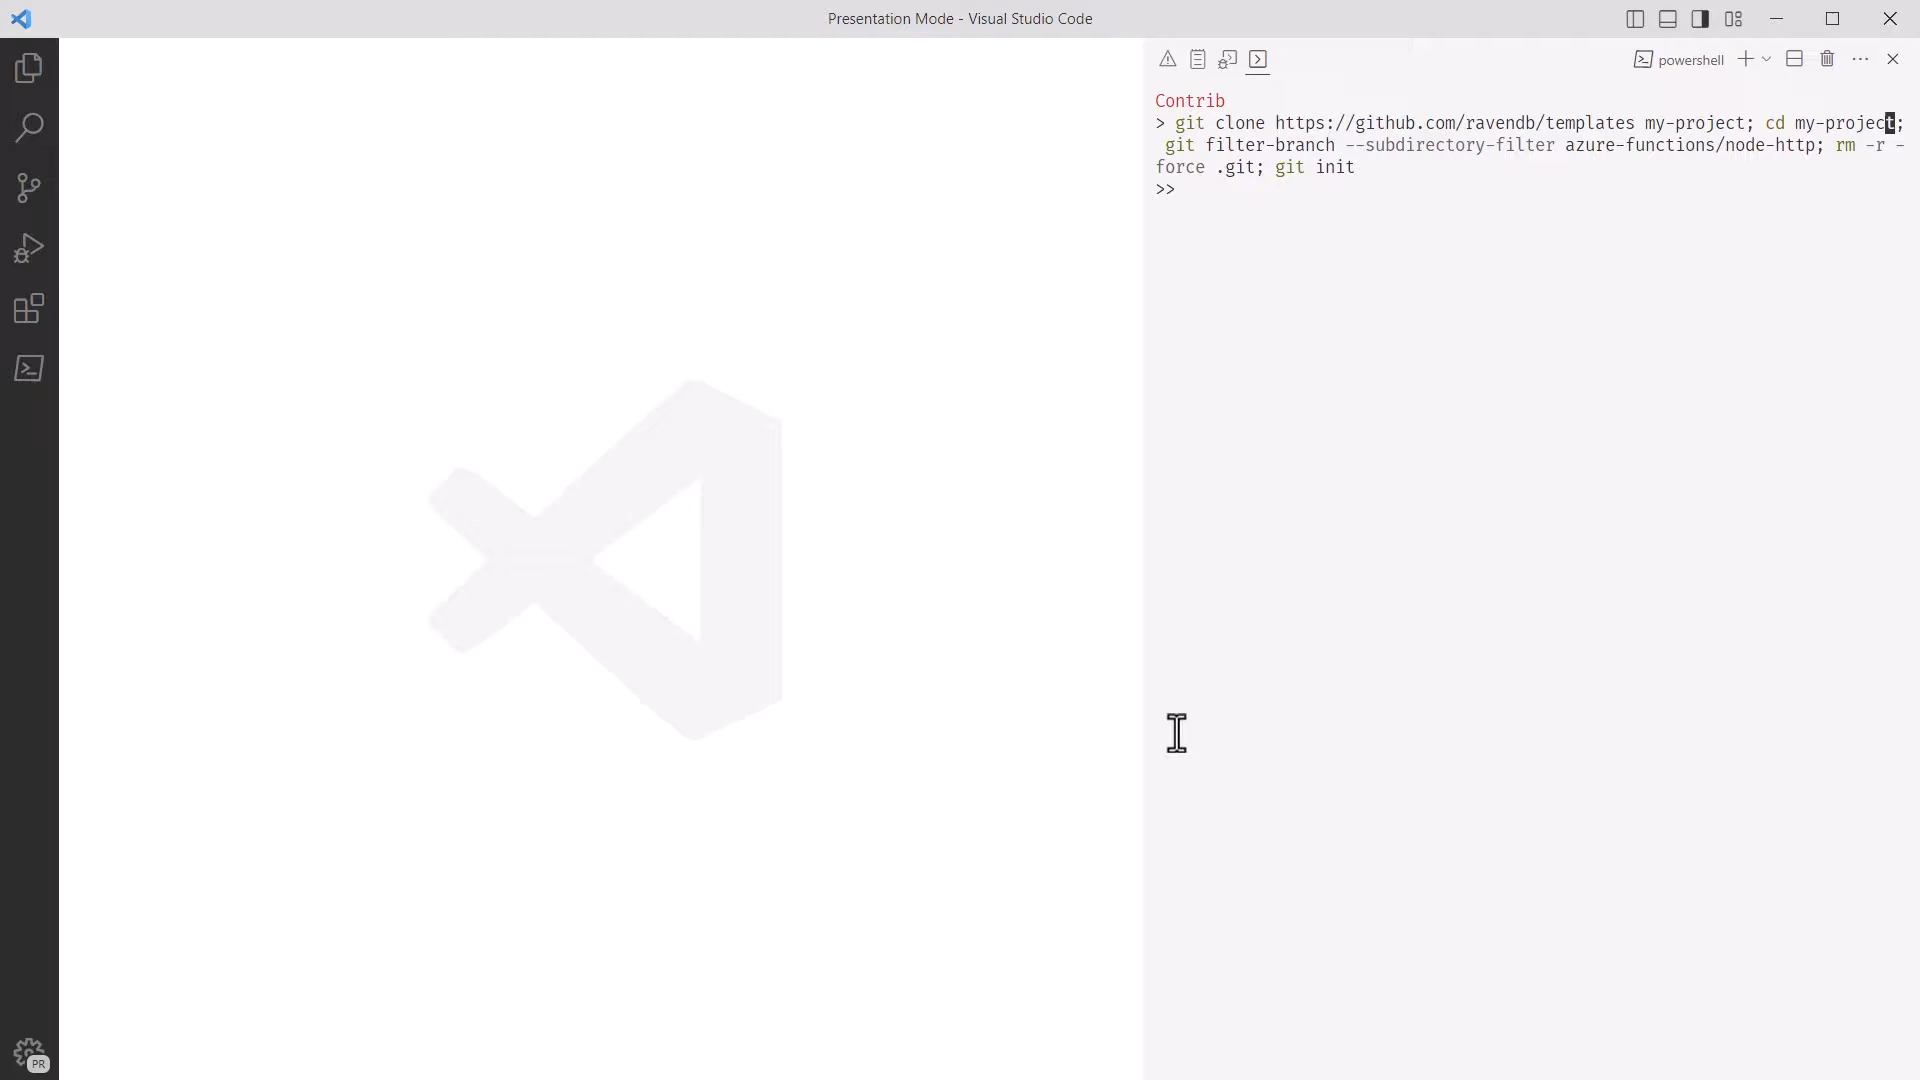 Presentation Mode - Visual Studio Code
powershell
Contrib
> git clone https://github.com/ravendb/templates my-project; cd my-project;
git filter-branch --subdirectory-filter azure-functions/node-http; rm -r -
force .git; git init
>>
PR